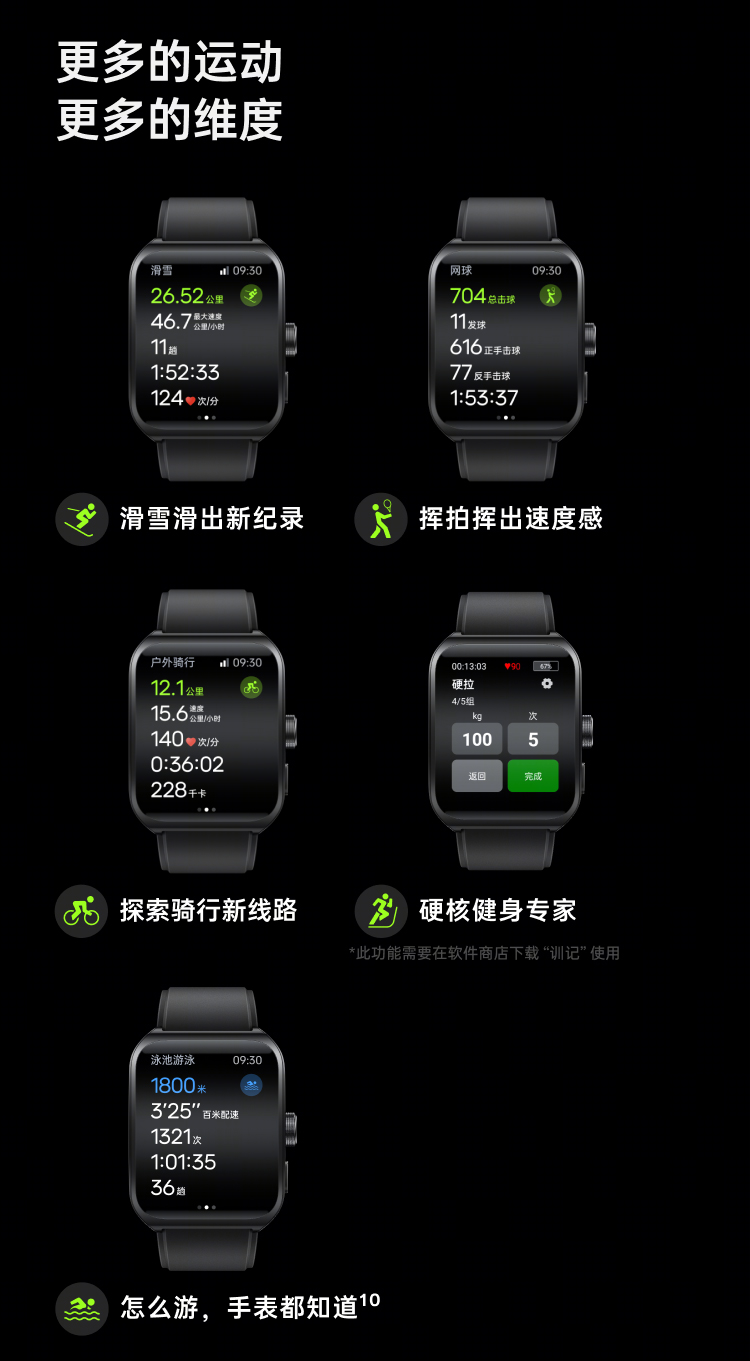 更多的运动
更多的维度
滑雪 09:30
26.52公里
46.7最大速度
公里/小时
11趟
1:52:33
124次/分
网球 09:30
704总击球
11发球
616正手击球
77反手击球
1:53:37
滑雪滑出新纪录
挥拍挥出速度感
户外骑行 09:30
12.1公里
15.6速度
公里/小时
140次/分
0:36:02
228千卡
00:13:03 90 67%
硬拉
4/5组
kg 次
100 5
返回 完成
探索骑行新线路
硬核健身专家
*此功能需要在软件商店下载“训记”使用
泳池游泳 09:30
1800米
3’25’’百米配速
1321次
1:01:35
36趟
怎么游，手表都知道10